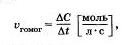 v гомог = ΔC/Δt [моль/л·с],